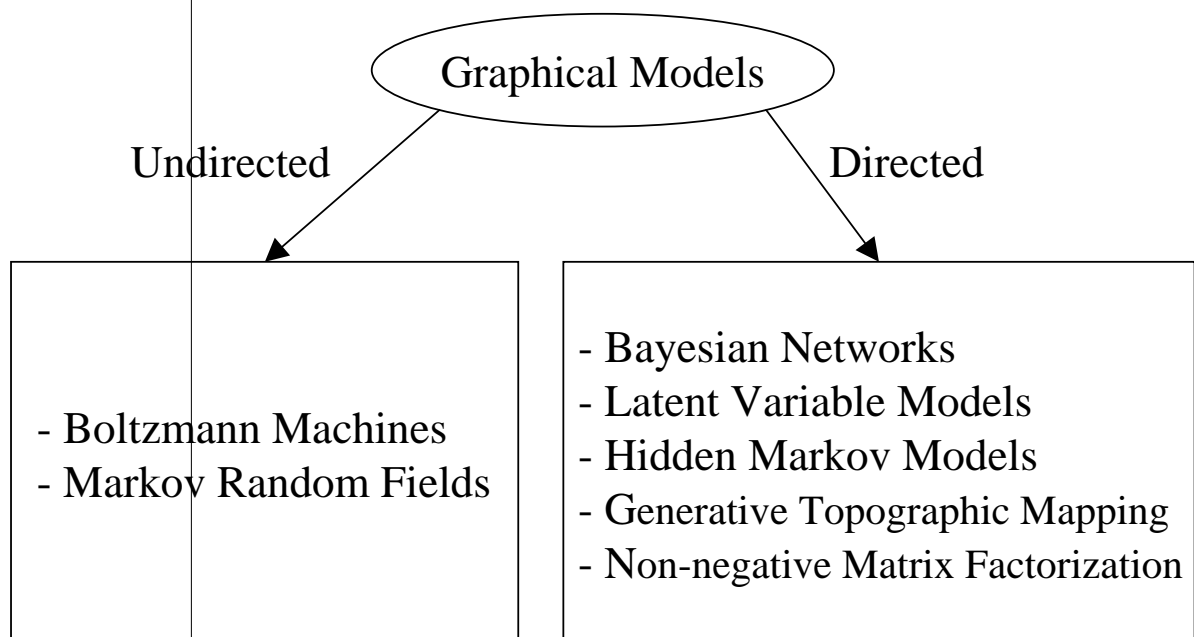 Graphical Models
Undirected
Directed
- Boltzmann Machines
- Markov Random Fields
- Bayesian Networks
- Latent Variable Models
- Hidden Markov Models
- Generative Topographic Mapping
- Non-negative Matrix Factorization